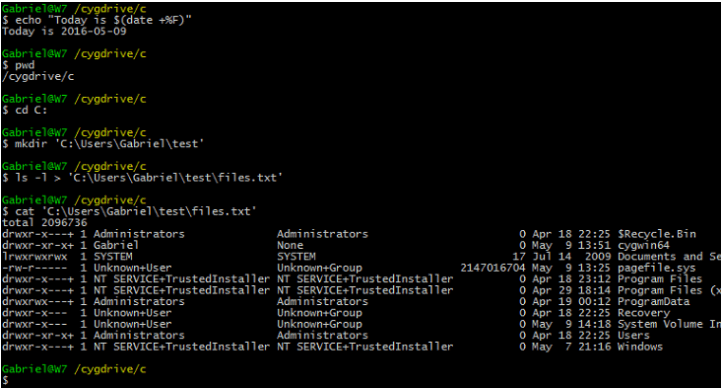 Gabriel@W7 /cygdrive/c
$ echo "Today is $(date +%F)"
Today is 2016-05-09
Gabriel@W7 /cygdrive/c
$ pwd
/cygdrive/c
Gabriel@W7 /cygdrive/c
$ cd C:
Gabriel@W7 /cygdrive/c
$ mkdir 'C:\Users\Gabriel\test'
Gabriel@W7 /cygdrive/c
$ ls -l > 'C:\Users\Gabriel\test\files.txt'
Gabriel@W7 /cygdrive/c
$ cat 'C:\Users\Gabriel\test\files.txt'
total 2096736
drwxr-x---+ 1 Administrators Administrators 0 Apr 18 22:25 $Recycle.Bin
drwxr-xr-x+ 1 Gabriel None 0 May 9 13:51 cygwin64
lrwxrwxrwx 1 SYSTEM SYSTEM 17 Jul 14 2009 Documents and Se
-rw-r----- 1 Unknown+User Unknown+Group 2147016704 May 9 13:25 pagefile.sys
drwxr-x---+ 1 NT SERVICE+TrustedInstaller NT SERVICE+TrustedInstaller 0 Apr 18 23:12 Program Files
drwxr-x---+ 1 NT SERVICE+TrustedInstaller NT SERVICE+TrustedInstaller 0 Apr 29 18:14 Program Files (x
drwxrwx---+ 1 Administrators Administrators 0 Apr 19 00:12 ProgramData
drwxr-x--- 1 Unknown+User Unknown+Group 0 Apr 18 22:25 Recovery
drwxr-x--- 1 Unknown+User Unknown+Group 0 May 9 14:18 System Volume In
drwxr-xr-x+ 1 Administrators Administrators 0 Apr 18 22:25 Users
drwxr-x---+ 1 NT SERVICE+TrustedInstaller NT SERVICE+TrustedInstaller 0 May 7 21:16 Windows
Gabriel@W7 /cygdrive/c
$